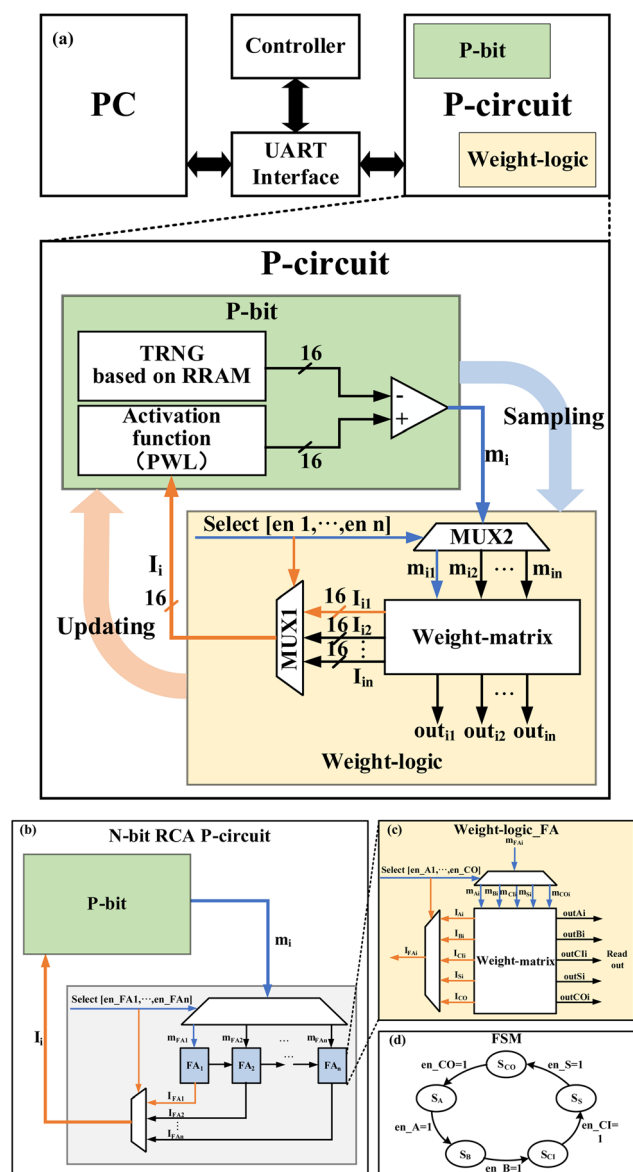 (a)
PC
Controller
UART
Interface
P-bit
P-circuit
Weight-logic
P-circuit
P-bit
TRNG
based on RRAM
16
Activation
function
(PWL)
16
-
+
Sampling
mi
Select [en 1,⋯,en n]
MUX2
mi1 mi2 ⋯ min
Ii
16
Updating
MUX1
16 Ii1
16 Ii2
⋮
16
Iin
Weight-matrix
⋯
outi1 outi2 outin
Weight-logic
(b)
N-bit RCA P-circuit
P-bit
mi
Select [en_FA1,⋯,en_FAn]
mFA1 mFA2 ⋯ mFAn
FA1 FA2 ⋯ FAn
Ii
IFA1
IFA2
⋮
IFAn
(c)
Weight-logic_FA
mFAi
Select [en_A1,⋯,en_CO]
mAi mBi mCIi mSi mCOi
IAi
IBi
ICIi
ISi
ICO
IFAi
Weight-matrix
outAi
outBi
outCIi
outSi
outCOi
Read
out
(d)
FSM
SCO
en_CO=1
en_S=1
SA
SS
en_A=1
en_CI=
1
SB
SCI
en_B=1